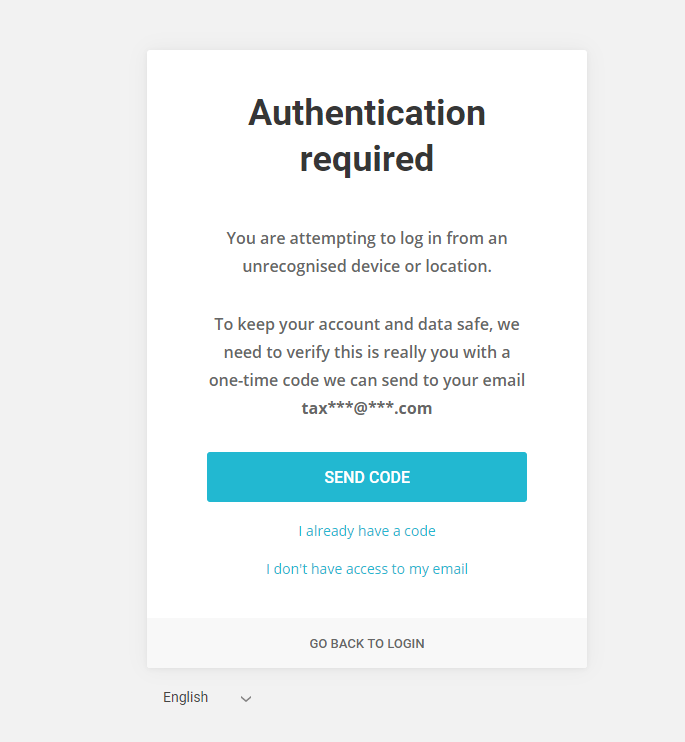 Authentication
required
You are attempting to log in from an
unrecognised device or location.
To keep your account and data safe, we
need to verify this is really you with a
one-time code we can send to your email
tax***@***.com
SEND CODE
I already have a code
I don't have access to my email
GO BACK TO LOGIN
English